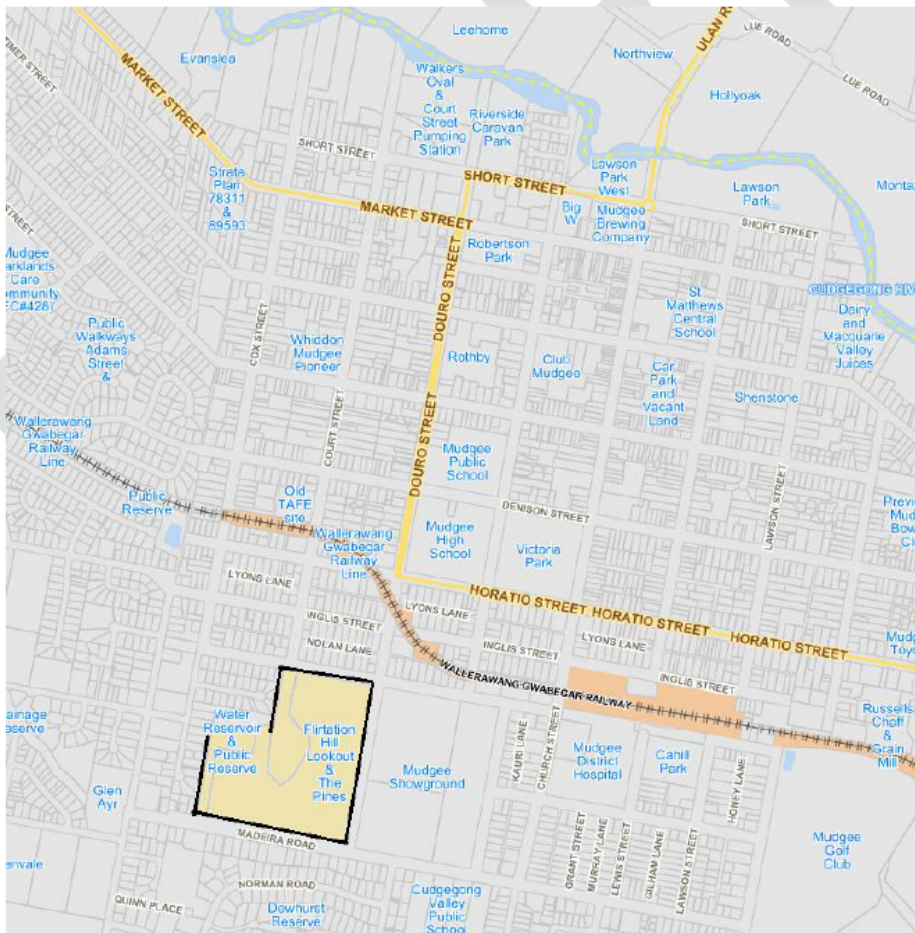 Leehome
ULAN R
LUE ROAD
Evanslea
Northview
MARKET STREET
Walkers
Oval
&
Court
Street
Pumping
Station
Riverside
Caravan
Park
Hollyoak
LUE ROAD
SHORT STREET
Strata
Plan
78311
&
89593
SHORT STREET
Lawson
Park
West
Lawson
Park
Monta
MARKET STREET
Big
W
Mudgee
Brewing
Company
SHORT STREET
STREET
Robertson
Park
Mudgee
arklands
Care
ommunity
DOURO STREET
St
Matthews
Central
School
CUDGEGONG RIV
Dairy
and
Macquarie
Valley
Juices
Public
Walkways
Adams
Street
&
COX STREET
Whiddon
Mudgee
Pioneer
Rothby
Club
Mudgee
Car
Park
and
Vacant
Land
Shenstone
Wallerawang
Gwabegar
Railway
Line
COURT STREET
DOURO STREET
Mudgee
Public
School
Public
Reserve
Old
TAFE
site
DENISON STREET
LAWSON STREET
Previ
Mud
Bow
Cl
Wallerawang
Gwabegar
Railway
Line
Mudgee
High
School
Victoria
Park
LYONS LANE
HORATIO STREET
HORATIO STREET
HORATIO STREET
LYONS LANE
INGLIS STREET
LYONS LANE
INGLIS STREET
NOLAN LANE
Mudg
Toyo
WALLERAWANG GWABEGAR RAILWAY
INGLIS STREET
ainage
eserve
Water
Reservoir
&
Public
Reserve
Flirtation
Hill
Lookout
&
The
Pines
Mudgee
Showground
KAURI LANE
CHURCH STREET
Mudgee
District
Hospital
Cahill
Park
HONEY LANE
Russells
Chaff
&
Grain
Mill
Glen
Ayr
MADEIRA ROAD
GRANT STREET
MURRAY LANE
LEWIS STREET
GILHAM LANE
LAWSON STREET
Mudgee
Golf
Club
envale
NORMAN ROAD
QUINN PLACE
Dewhurst
Reserve
Cudgegong
Valley
Public
School